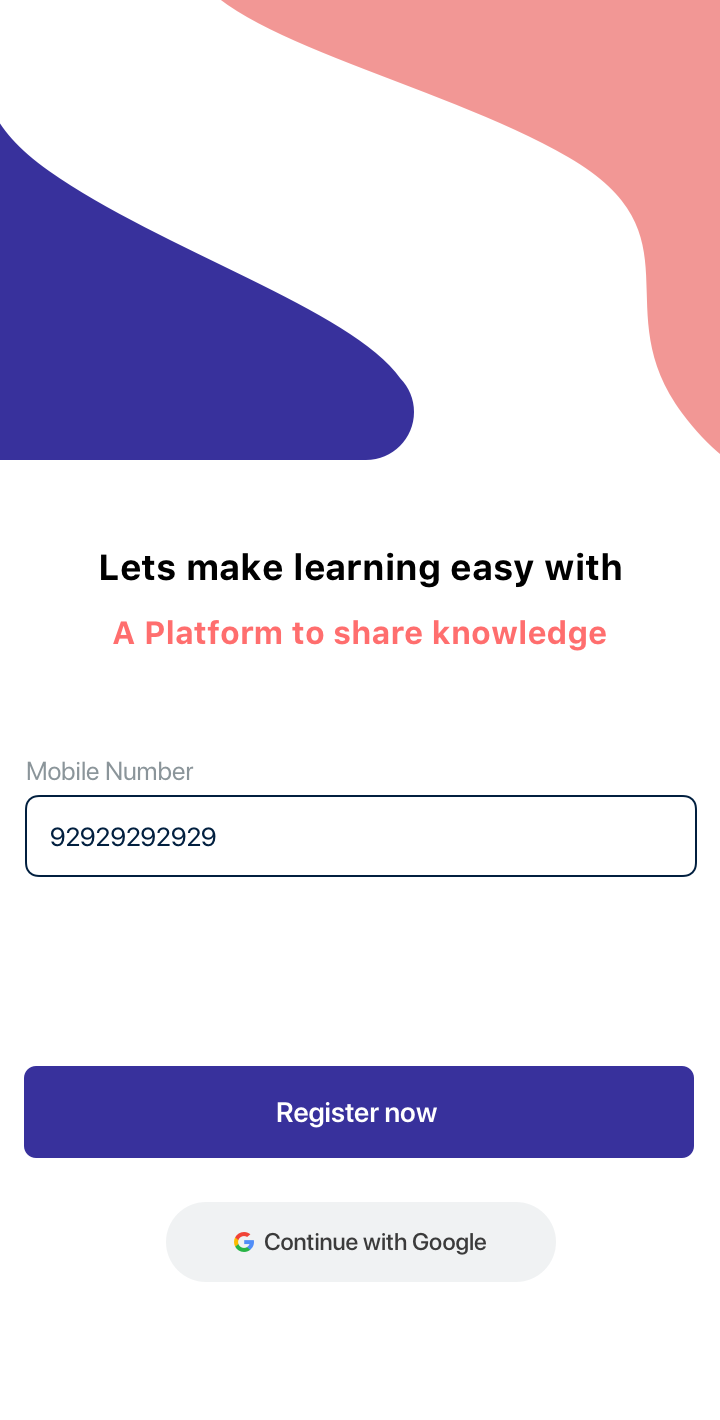 Lets make learning easy with
A Platform to share knowledge
Mobile Number
92929292929
Register now
Continue with Google